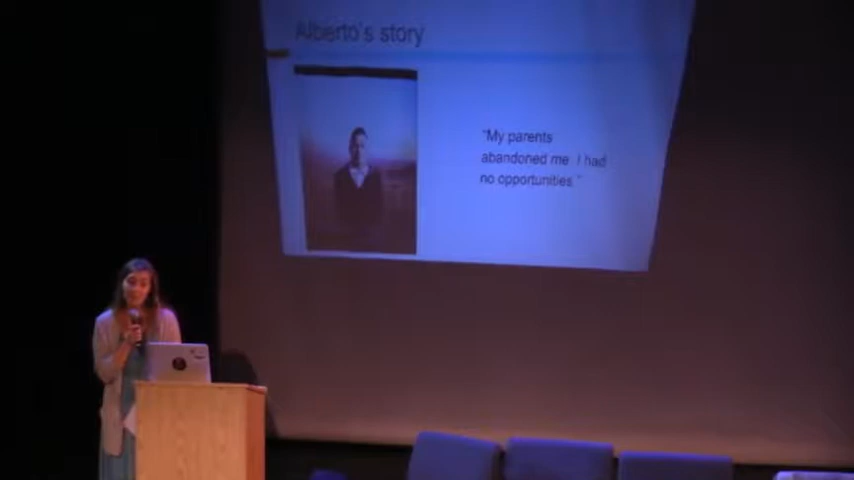 Alberto's story
"My parents
abandoned me. I had
no opportunities."